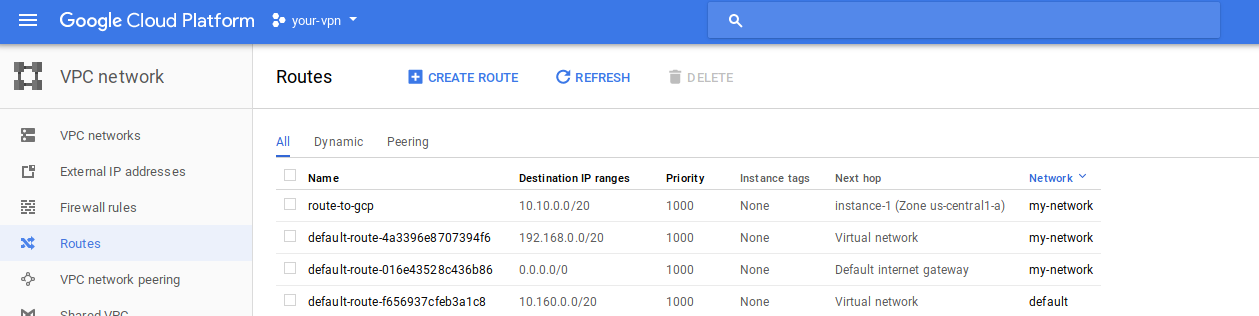 Google Cloud Platform your-vpn
VPC network
VPC networks
External IP addresses
Firewall rules
Routes
VPC network peering
Shared VPC
Routes CREATE ROUTE REFRESH DELETE
All Dynamic Peering
Name Destination IP ranges Priority Instance tags Next hop Network
route-to-gcp 10.10.0.0/20 1000 None instance-1 (Zone us-central1-a) my-network
default-route-4a3396e8707394f6 192.168.0.0/20 1000 None Virtual network my-network
default-route-016e43528c436b86 0.0.0.0/0 1000 None Default internet gateway my-network
default-route-f656937cfeb3a1c8 10.160.0.0/20 1000 None Virtual network default